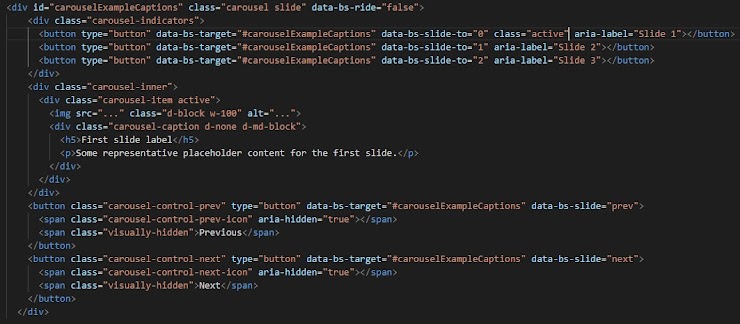 <div id="carouselExampleCaptions" class="carousel slide" data-bs-ride="false">
<div class="carousel-indicators">
<button type="button" data-bs-target="#carouselExampleCaptions" data-bs-slide-to="0" class="active" aria-label="Slide 1"></button>
<button type="button" data-bs-target="#carouselExampleCaptions" data-bs-slide-to="1" aria-label="Slide 2"></button>
<button type="button" data-bs-target="#carouselExampleCaptions" data-bs-slide-to="2" aria-label="Slide 3"></button>
</div>
<div class="carousel-inner">
<div class="carousel-item active">
<img src="..." class="d-block w-100" alt="...">
<div class="carousel-caption d-none d-md-block">
<h5>First slide label</h5>
<p>Some representative placeholder content for the first slide.</p>
</div>
</div>
</div>
<button class="carousel-control-prev" type="button" data-bs-target="#carouselExampleCaptions" data-bs-slide="prev">
<span class="carousel-control-prev-icon" aria-hidden="true"></span>
<span class="visually-hidden">Previous</span>
</button>
<button class="carousel-control-next" type="button" data-bs-target="#carouselExampleCaptions" data-bs-slide="next">
<span class="carousel-control-next-icon" aria-hidden="true"></span>
<span class="visually-hidden">Next</span>
</button>
</div>